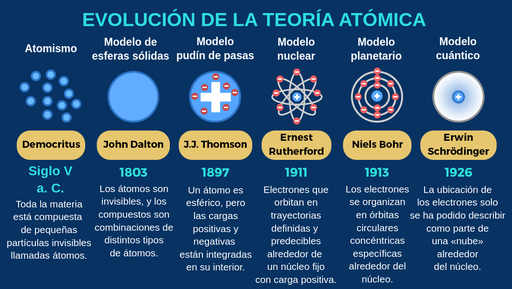 EVOLUCIÓN DE LA TEORÍA ATÓMICA
Atomismo
Democritus
Siglo V
a. C.
Toda la materia
está compuesta
de pequeñas
partículas invisibles
llamadas átomos.
Modelo de
esferas sólidas
John Dalton
1803
Los átomos son
invisibles, y los
compuestos son
combinaciones de
distintos tipos
de átomos.
Modelo
pudín de pasas
J.J. Thomson
1897
Un átomo es
esférico, pero
las cargas
positivas y
negativas
están integradas
en su interior.
Modelo
nuclear
Ernest
Rutherford
1911
Electrones que
orbitan en
trayectorias
definidas y
predecibles
alrededor de
un núcleo fijo
con carga positiva.
Modelo
planetario
Niels Bohr
1913
Los electrones
se organizan
en órbitas
circulares
concéntricas
específicas
alrededor del
núcleo.
Modelo
cuántico
Erwin
Schrödinger
1926
La ubicación de
los electrones solo
se ha podido describir
como parte de
una «nube»
alrededor
del núcleo.